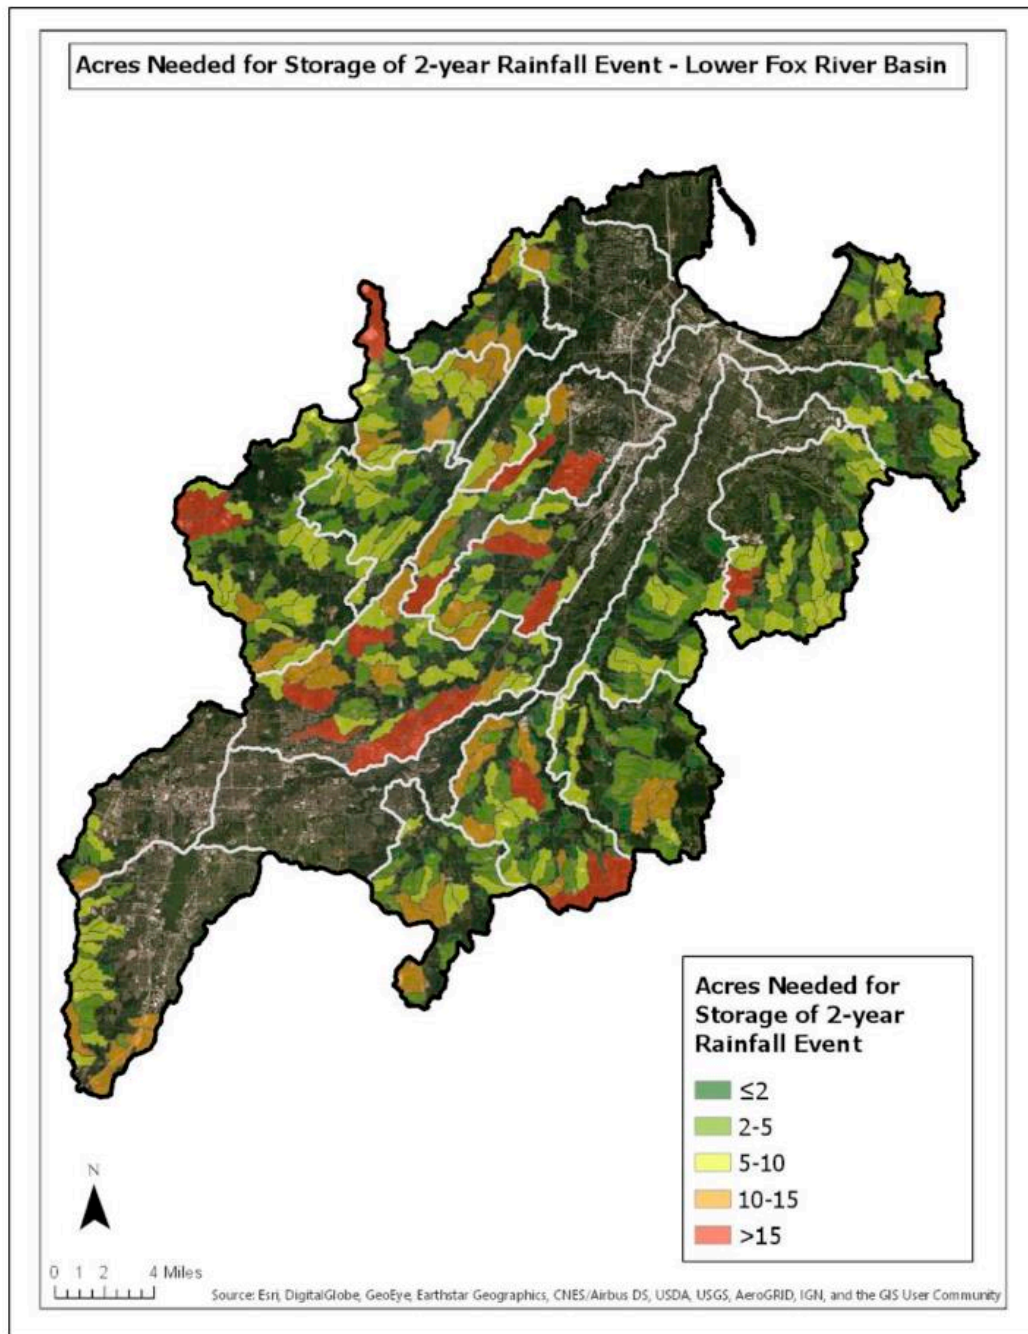 Acres Needed for Storage of 2-year Rainfall Event - Lower Fox River Basin
Acres Needed for
Storage of 2-year
Rainfall Event
≤2
2-5
5-10
10-15
>15
N
0 1 2 4 Miles
Source: Esri, DigitalGlobe, GeoEye, Earthstar Geographics, CNES/Airbus DS, USDA, USGS, AeroGRID, IGN, and the GIS User Community